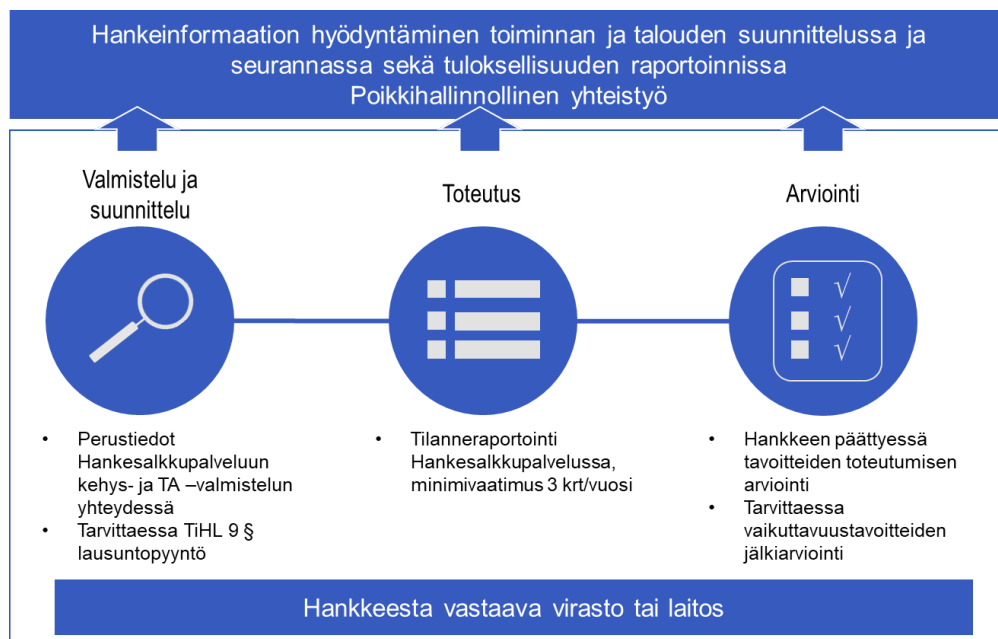 Hankeinformaation hyödyntäminen toiminnan ja talouden suunnittelussa ja
seurannassa sekä tuloksellisuuden raportoinnissa
Poikkihallinnollinen yhteistyö
Valmistelu ja
suunnittelu
Toteutus
Arviointi
√
√
√
• Perustiedot
Hankesalkkupalveluun
kehys- ja TA –valmistelun
yhteydessä
• Tarvittaessa TiHL 9 §
lausuntopyyntö
• Tilanneraportointi
Hankesalkkupalvelussa,
minimivaatimus 3 krt/vuosi
• Hankkeen päättyessä
tavoitteiden toteutumisen
arviointi
• Tarvittaessa
vaikuttavuustavoitteiden
jälkiarviointi
Hankkeesta vastaava virasto tai laitos